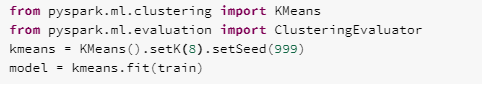 from pyspark.ml.clustering import KMeans
from pyspark.ml.evaluation import ClusteringEvaluator
kmeans = KMeans().setK(8).setSeed(999)
model = kmeans.fit(train)